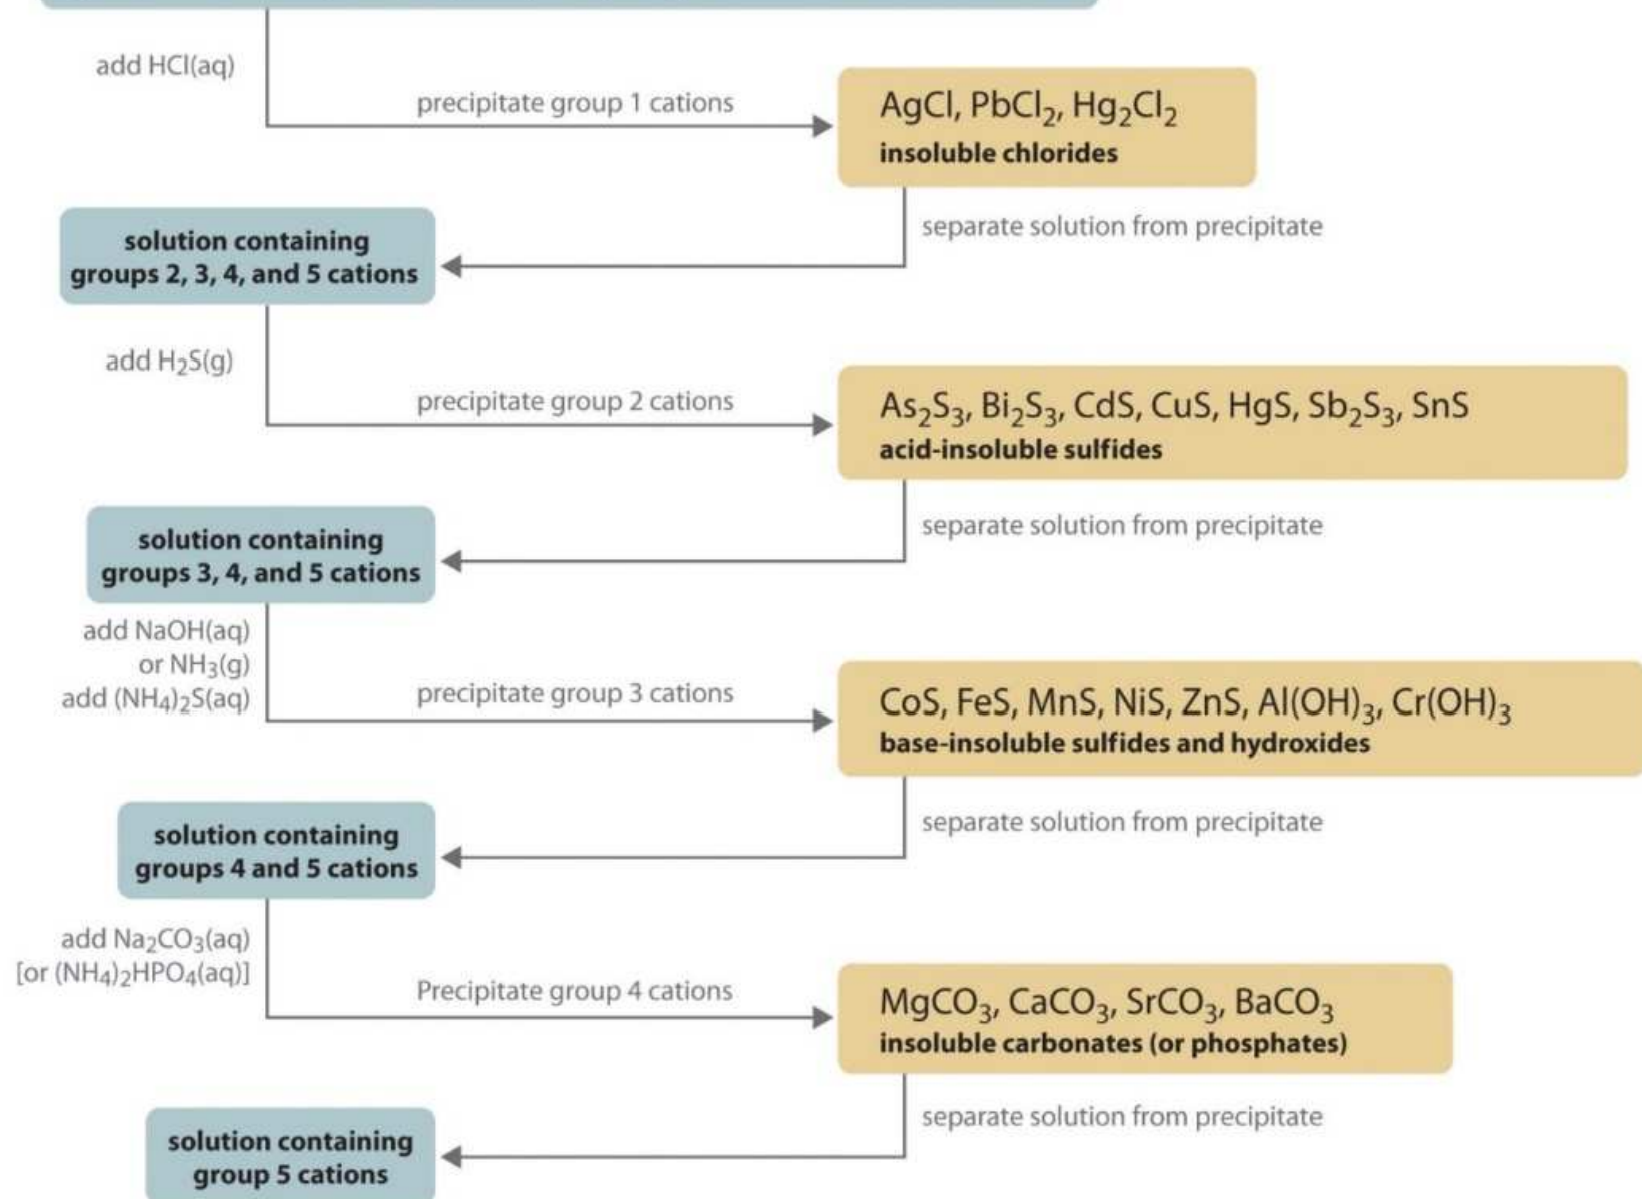 add HCl(aq)
precipitate group 1 cations
AgCl, PbCl₂, Hg₂Cl₂
insoluble chlorides
separate solution from precipitate
solution containing
groups 2, 3, 4, and 5 cations
add H₂S(g)
precipitate group 2 cations
As₂S₃, Bi₂S₃, CdS, CuS, HgS, Sb₂S₃, SnS
acid-insoluble sulfides
separate solution from precipitate
solution containing
groups 3, 4, and 5 cations
add NaOH(aq)
or NH₃(g)
add (NH₄)₂S(aq)
precipitate group 3 cations
CoS, FeS, MnS, NiS, ZnS, Al(OH)₃, Cr(OH)₃
base-insoluble sulfides and hydroxides
separate solution from precipitate
solution containing
groups 4 and 5 cations
add Na₂CO₃(aq)
[or (NH₄)₂HPO₄(aq)]
Precipitate group 4 cations
MgCO₃, CaCO₃, SrCO₃, BaCO₃
insoluble carbonates (or phosphates)
separate solution from precipitate
solution containing
group 5 cations